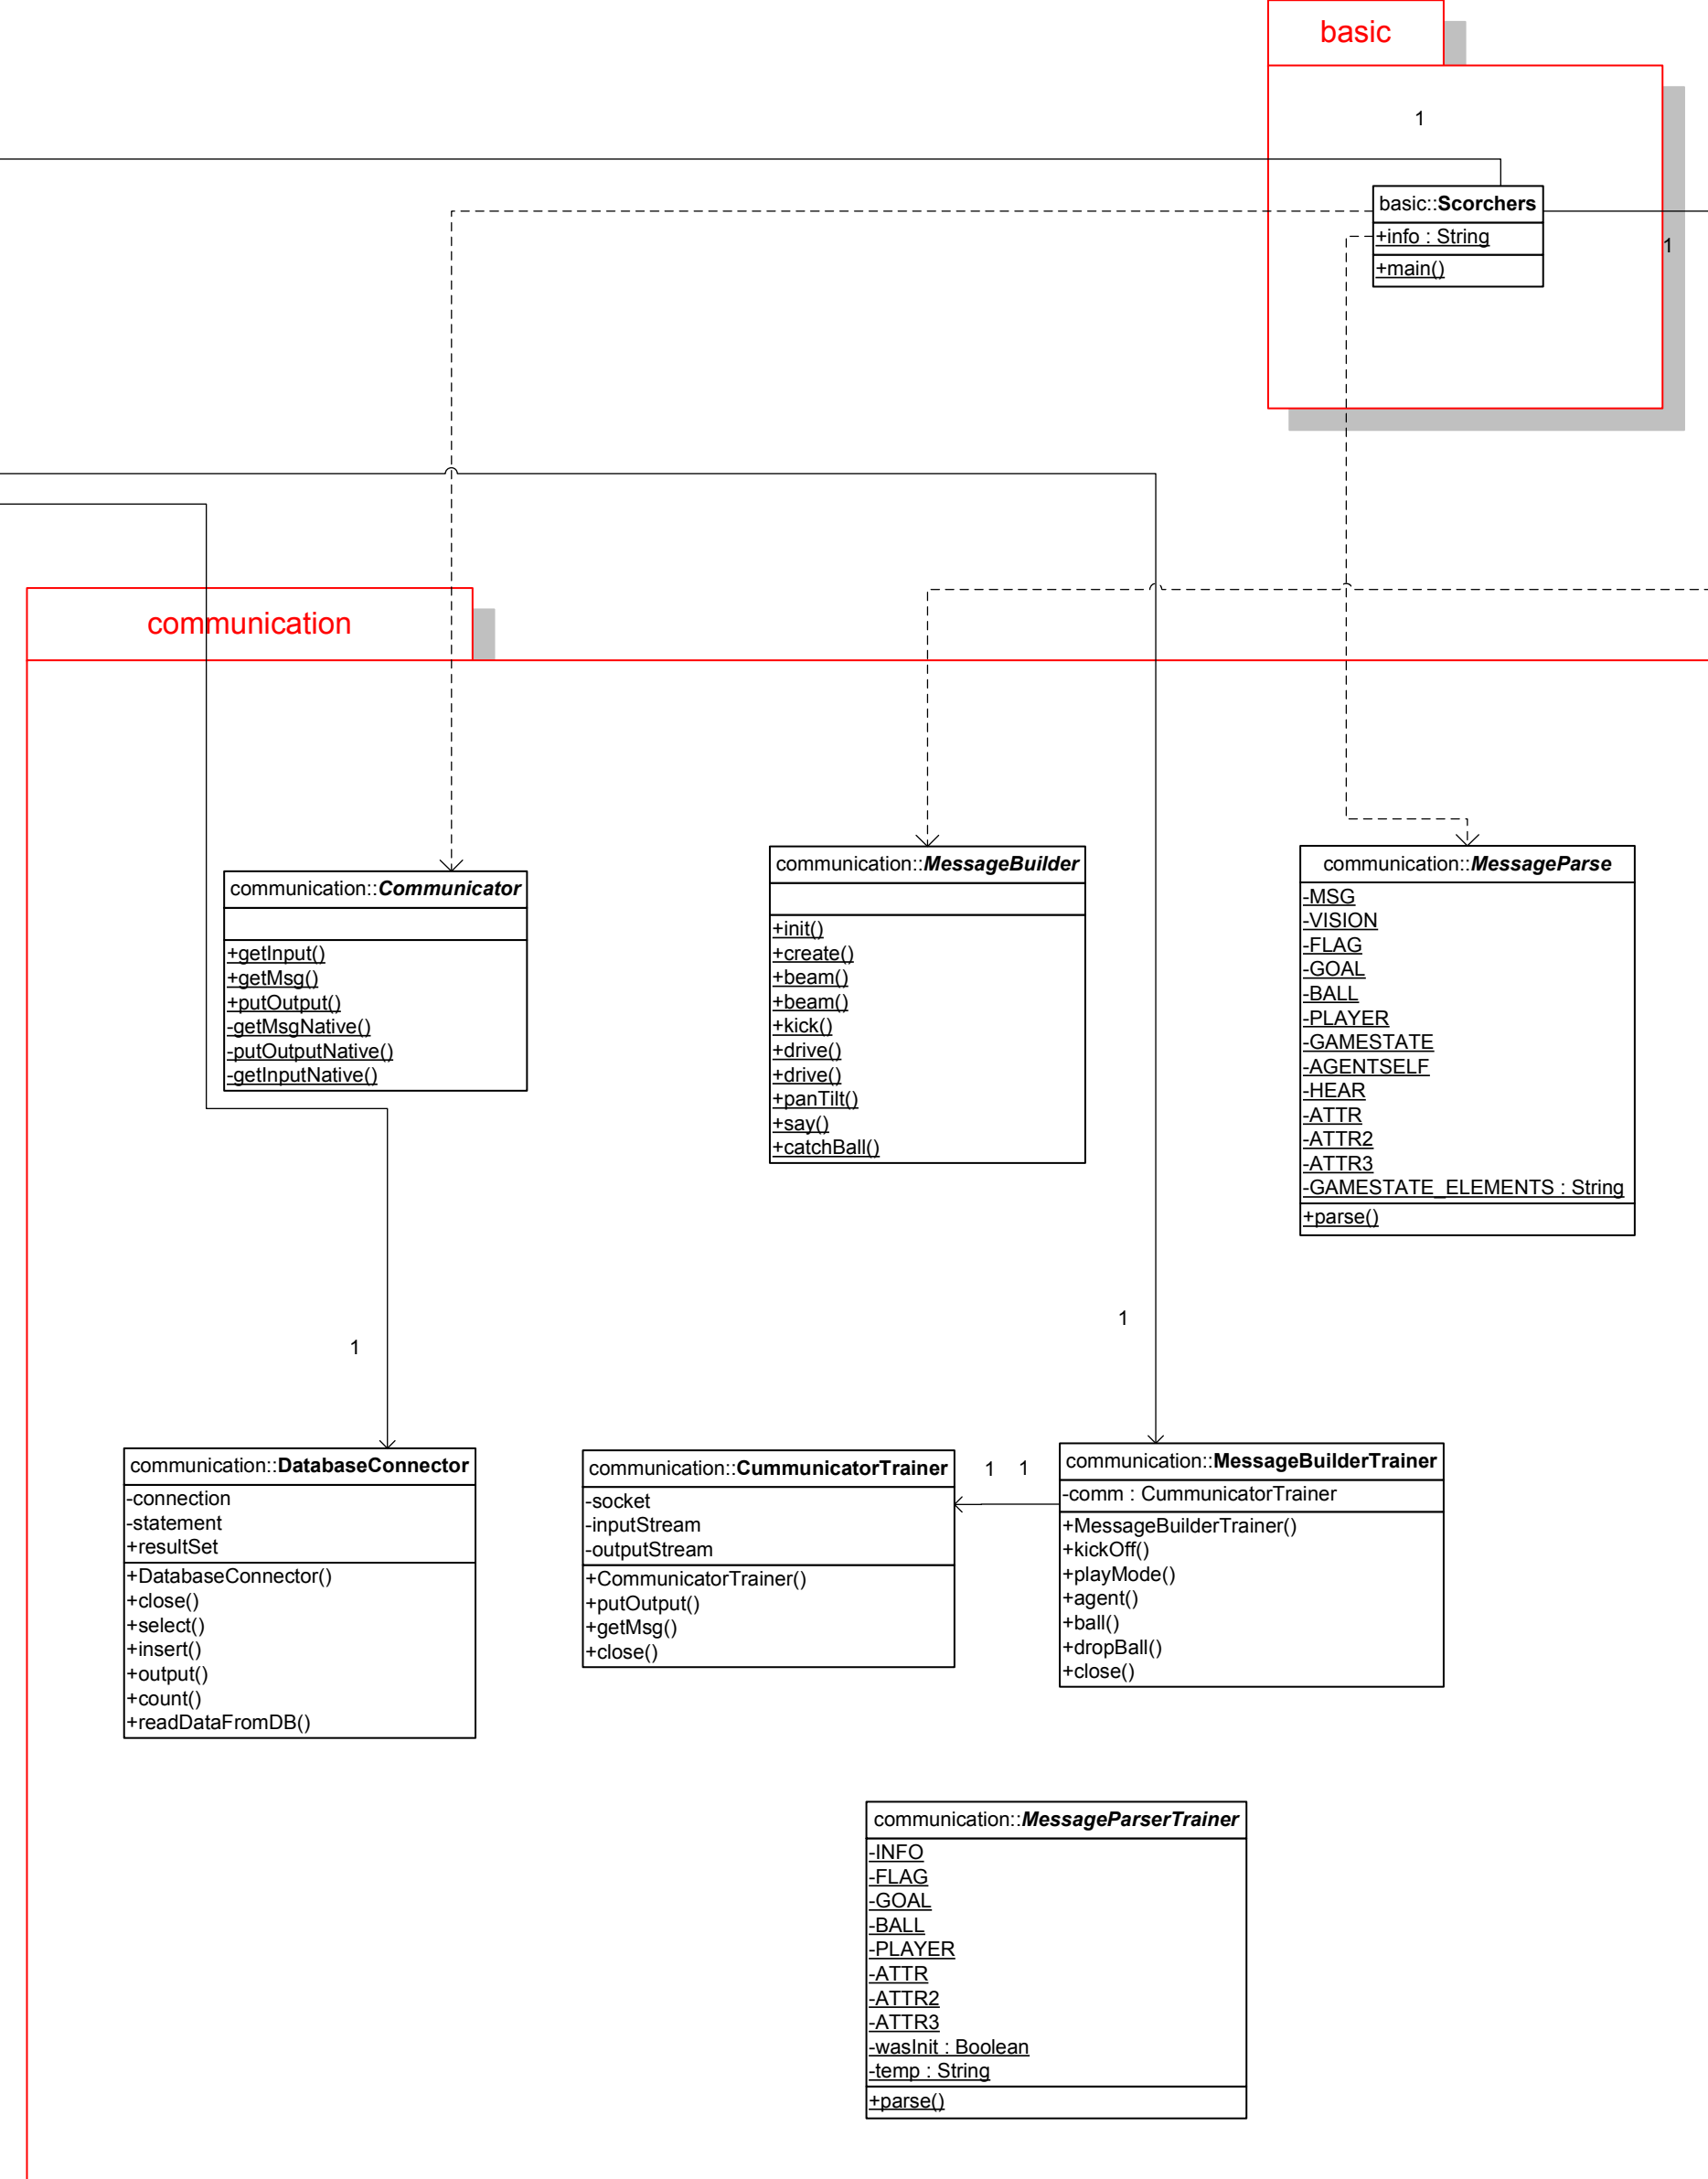 basic
1
basic::Scorchers
+info : String
+main()
1
communication
communication::Communicator
+getInput()
+getMsg()
+putOutput()
-getMsgNative()
-putOutputNative()
-getInputNative()
communication::MessageBuilder
+init()
+create()
+beam()
+beam()
+kick()
+drive()
+drive()
+panTilt()
+say()
+catchBall()
communication::MessageParse
-MSG
-VISION
-FLAG
-GOAL
-BALL
-PLAYER
-GAMESTATE
-AGENTSELF
-HEAR
-ATTR
-ATTR2
-ATTR3
-GAMESTATE_ELEMENTS : String
+parse()
1
1
communication::DatabaseConnector
-connection
-statement
+resultSet
+DatabaseConnector()
+close()
+select()
+insert()
+output()
+count()
+readDataFromDB()
communication::CummunicatorTrainer
-socket
-inputStream
-outputStream
+CommunicatorTrainer()
+putOutput()
+getMsg()
+close()
1 1
communication::MessageBuilderTrainer
-comm : CummunicatorTrainer
+MessageBuilderTrainer()
+kickOff()
+playMode()
+agent()
+ball()
+dropBall()
+close()
communication::MessageParserTrainer
-INFO
-FLAG
-GOAL
-BALL
-PLAYER
-ATTR
-ATTR2
-ATTR3
-wasInit : Boolean
-temp : String
+parse()